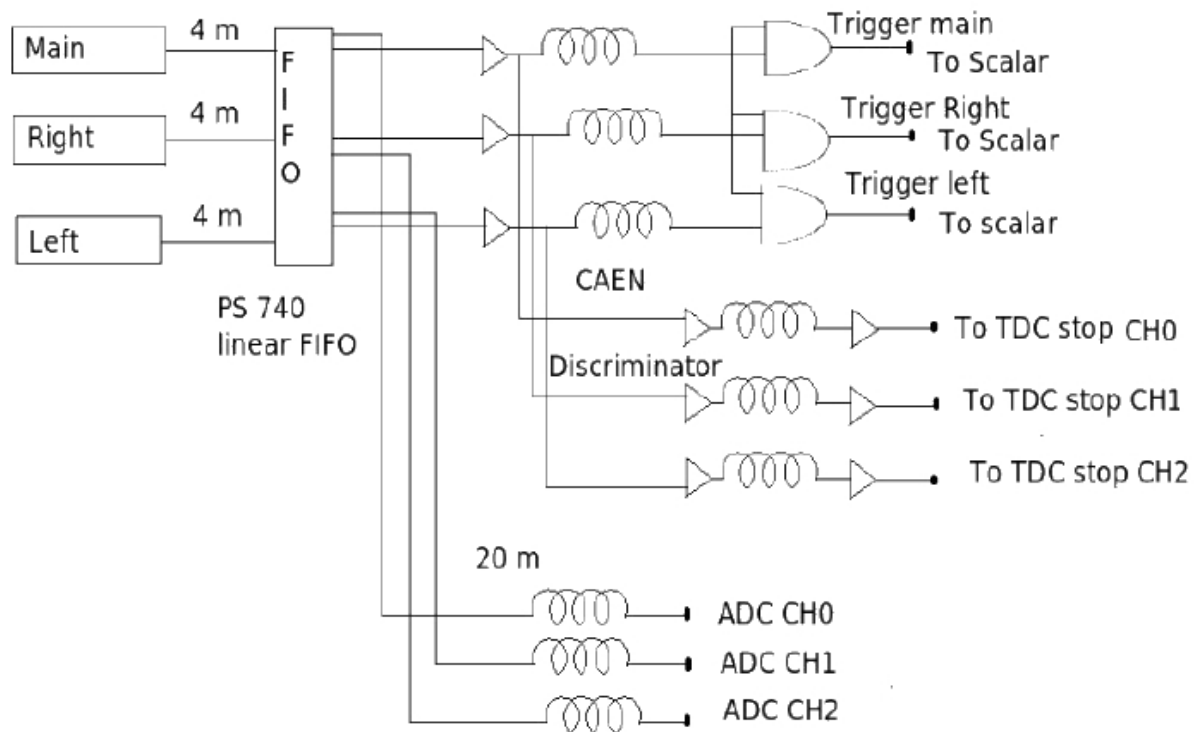 Main
4 m
Right
4 m
Left
4 m
F
I
F
O
PS 740
linear FIFO
Trigger main
To Scalar
Trigger Right
To Scalar
Trigger left
To scalar
CAEN
Discriminator
To TDC stop CH0
To TDC stop CH1
To TDC stop CH2
20 m
ADC CH0
ADC CH1
ADC CH2